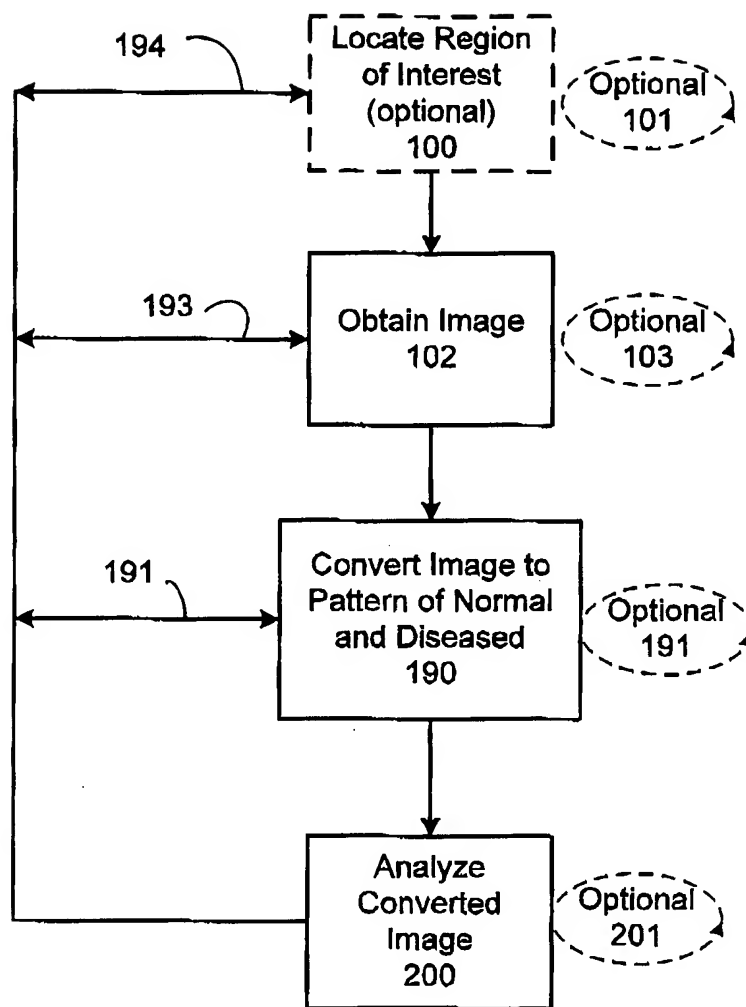 194
Locate Region
of Interest
(optional)
100
Optional
101
193
Obtain Image
102
Optional
103
191
Convert Image to
Pattern of Normal
and Diseased
190
Optional
191
Analyze
Converted
Image
200
Optional
201